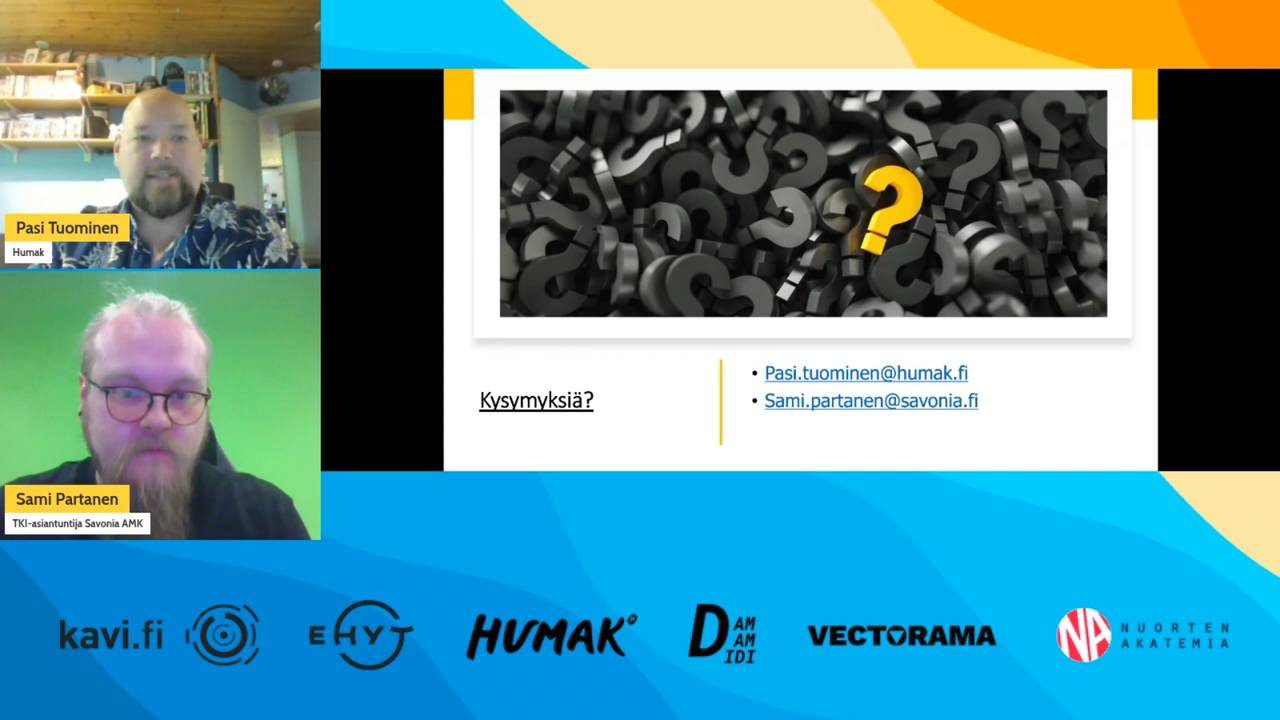 Pasi Tuominen
Humak
Sami Partanen
TKI-asiantuntija Savonia AMK
Kysymyksiä?
• Pasi.tuominen@humak.fi
• Sami.partanen@savonia.fi
kavi.fi
EHYT
HUMAK
DAM
AM
IDI
VECTORAMA
NA NUORTEN
AKATEMIA